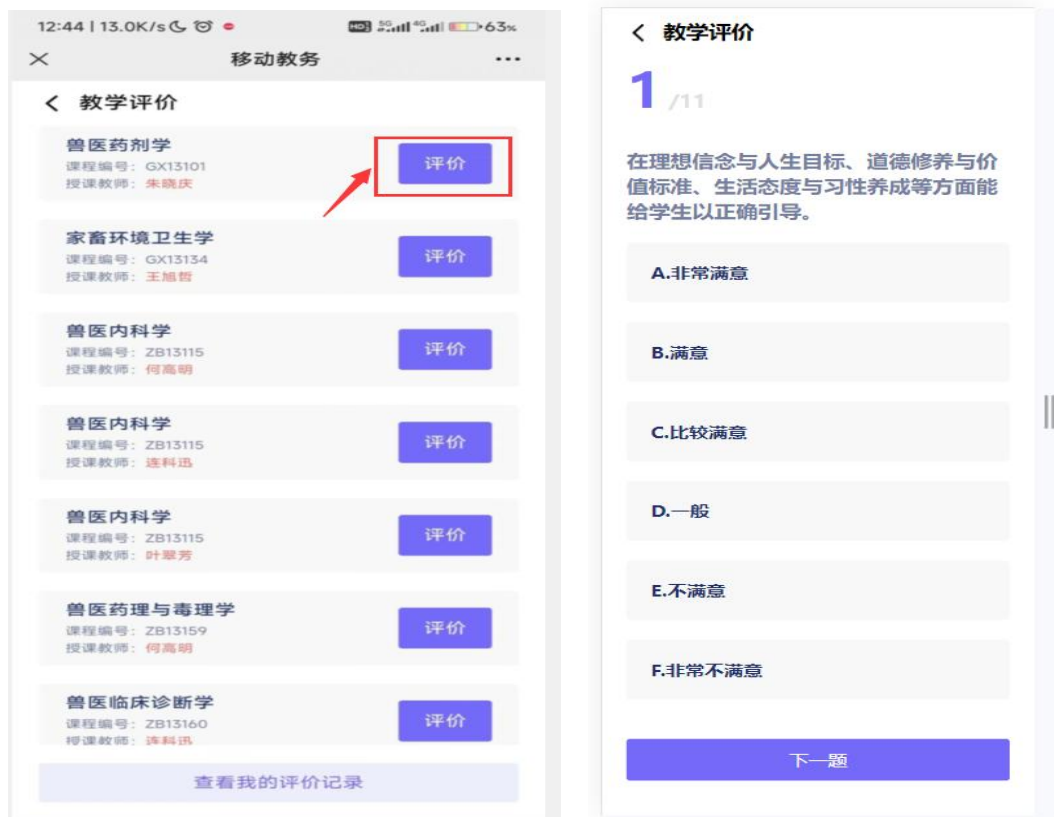 12:44 | 13.0K/s
HD 5G 4G 63%
移动教务
教学评价
兽医药剂学
课程编号：GX13101
授课教师：朱晓庆
评价
家畜环境卫生学
课程编号：GX13134
授课教师：王旭哲
评价
兽医内科学
课程编号：ZB13115
授课教师：何高明
评价
兽医内科学
课程编号：ZB13115
授课教师：连科迅
评价
兽医内科学
课程编号：ZB13115
授课教师：叶翠芳
评价
兽医药理与毒理学
课程编号：ZB13159
授课教师：何高明
评价
兽医临床诊断学
课程编号：ZB13160
授课教师：连科迅
评价
查看我的评价记录
教学评价
1 /11
在理想信念与人生目标、道德修养与价
值标准、生活态度与习性养成等方面能
给学生以正确引导。
A.非常满意
B.满意
C.比较满意
D.一般
E.不满意
F.非常不满意
下一题